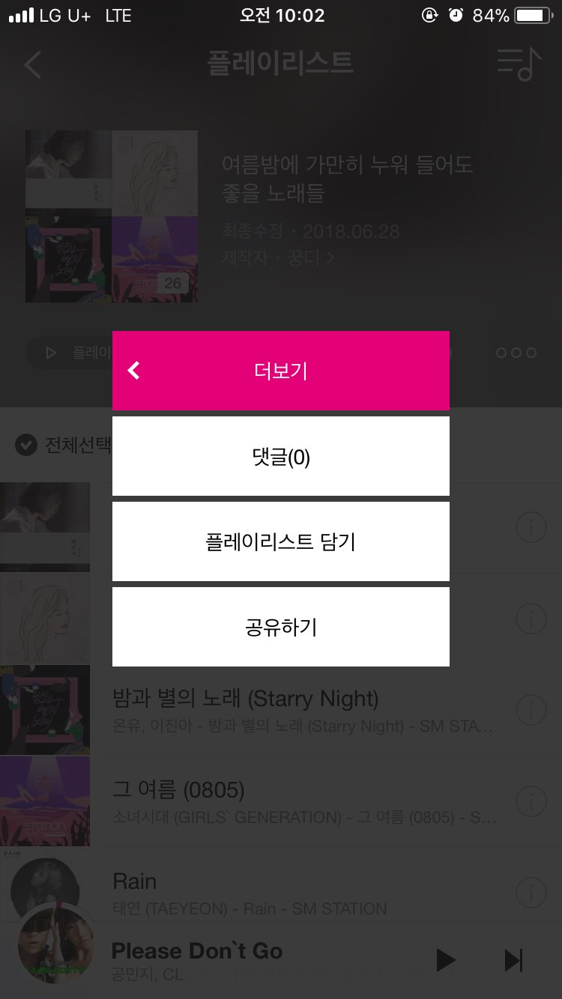 LG U+ LTE 오전 10:02 84%
플레이리스트
여름밤에 가만히 누워 들어도
좋을 노래들
최종수정 · 2018.06.28
제작자 · 꿍디
26
플레이
더보기
전체선택
댓글(0)
플레이리스트 담기
공유하기
밤과 별의 노래 (Starry Night)
온유, 이진아 - 밤과 별의 노래 (Starry Night) - SM STA...
그 여름 (0805)
소녀시대 (GIRLS` GENERATION) - 그 여름 (0805) - S...
STATION
RAIN
Rain
태연 (TAEYEON) - Rain - SM STATION
Please Don`t Go
공민지, CL